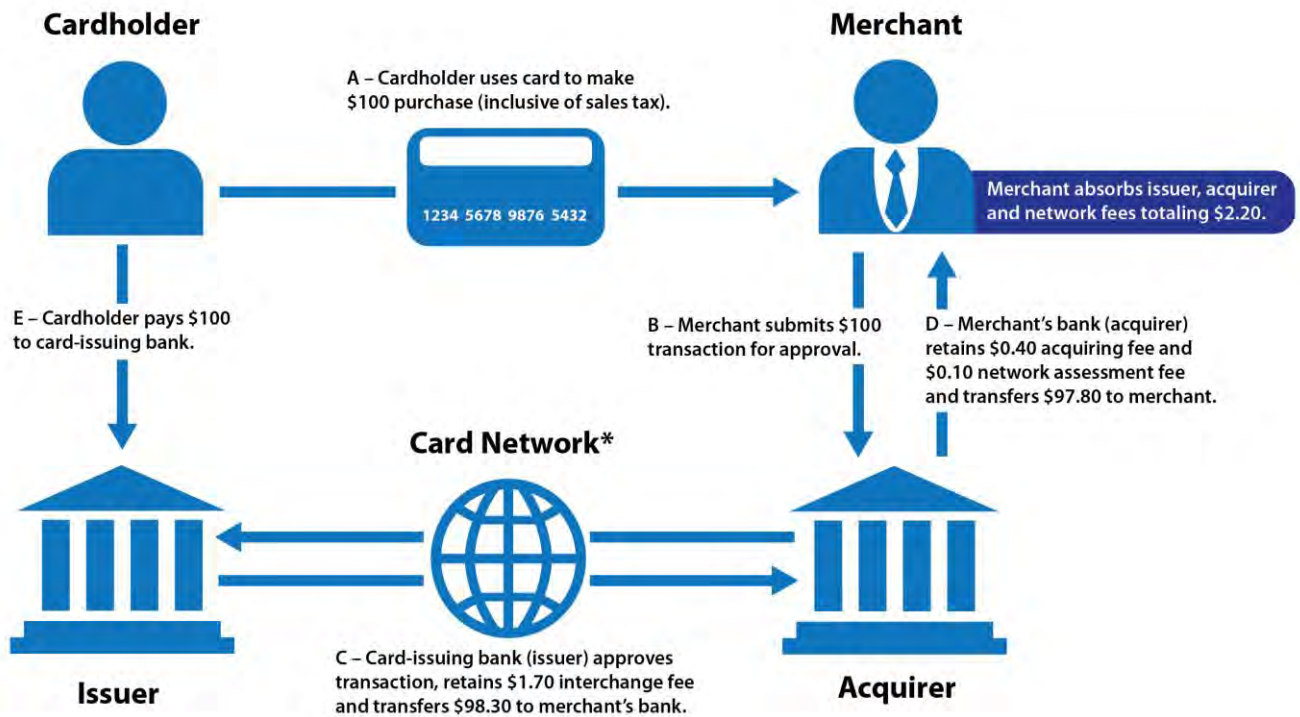 Cardholder
Merchant
A – Cardholder uses card to make
$100 purchase (inclusive of sales tax).
1234 5678 9876 5432
Merchant absorbs issuer, acquirer
and network fees totaling $2.20.
E – Cardholder pays $100
to card-issuing bank.
B – Merchant submits $100
transaction for approval.
D – Merchant’s bank (acquirer)
retains $0.40 acquiring fee and
$0.10 network assessment fee
and transfers $97.80 to merchant.
Card Network*
C – Card-issuing bank (issuer) approves
transaction, retains $1.70 interchange fee
and transfers $98.30 to merchant’s bank.
Issuer
Acquirer